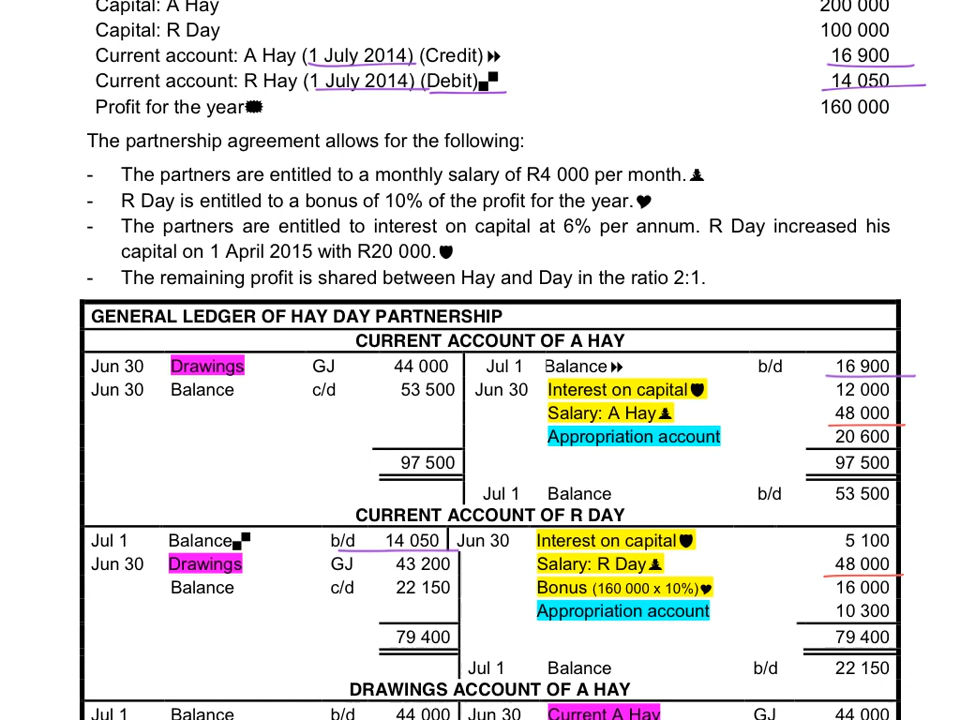 Capital: A Hay 200 000
Capital: R Day 100 000
Current account: A Hay (1 July 2014) (Credit) 16 900
Current account: R Hay (1 July 2014) (Debit) 14 050
Profit for the year 160 000
The partnership agreement allows for the following:
- The partners are entitled to a monthly salary of R4 000 per month.
- R Day is entitled to a bonus of 10% of the profit for the year.
- The partners are entitled to interest on capital at 6% per annum. R Day increased his
capital on 1 April 2015 with R20 000.
- The remaining profit is shared between Hay and Day in the ratio 2:1.
GENERAL LEDGER OF HAY DAY PARTNERSHIP
CURRENT ACCOUNT OF A HAY
Jun 30 Drawings GJ 44 000 Jul 1 Balance b/d 16 900
Jun 30 Balance c/d 53 500 Jun 30 Interest on capital 12 000
Salary: A Hay 48 000
Appropriation account 20 600
97 500 97 500
Jul 1 Balance b/d 53 500
CURRENT ACCOUNT OF R DAY
Jul 1 Balance b/d 14 050 Jun 30 Interest on capital 5 100
Jun 30 Drawings GJ 43 200 Salary: R Day 48 000
Balance c/d 22 150 Bonus (160 000 x 10%) 16 000
Appropriation account 10 300
79 400 79 400
Jul 1 Balance b/d 22 150
DRAWINGS ACCOUNT OF A HAY
Jul 1 Balance b/d 44 000 Jun 30 Current A Hay GJ 44 000